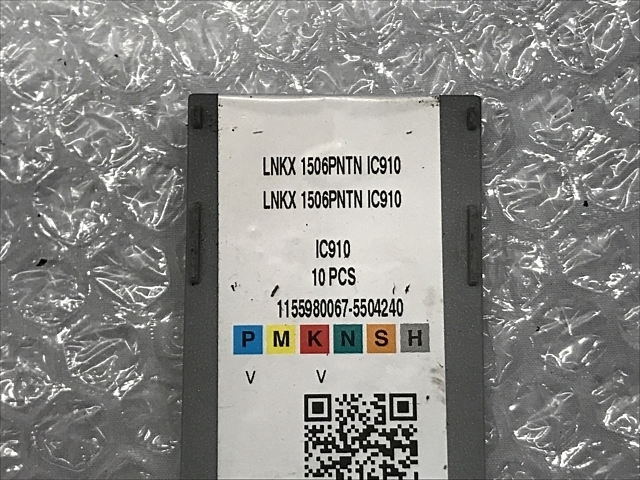 LNKX 1506PNTN IC910
LNKX 1506PNTN IC910
IC910
10 PCS
1155980067-5504240
P M K N S H
V V